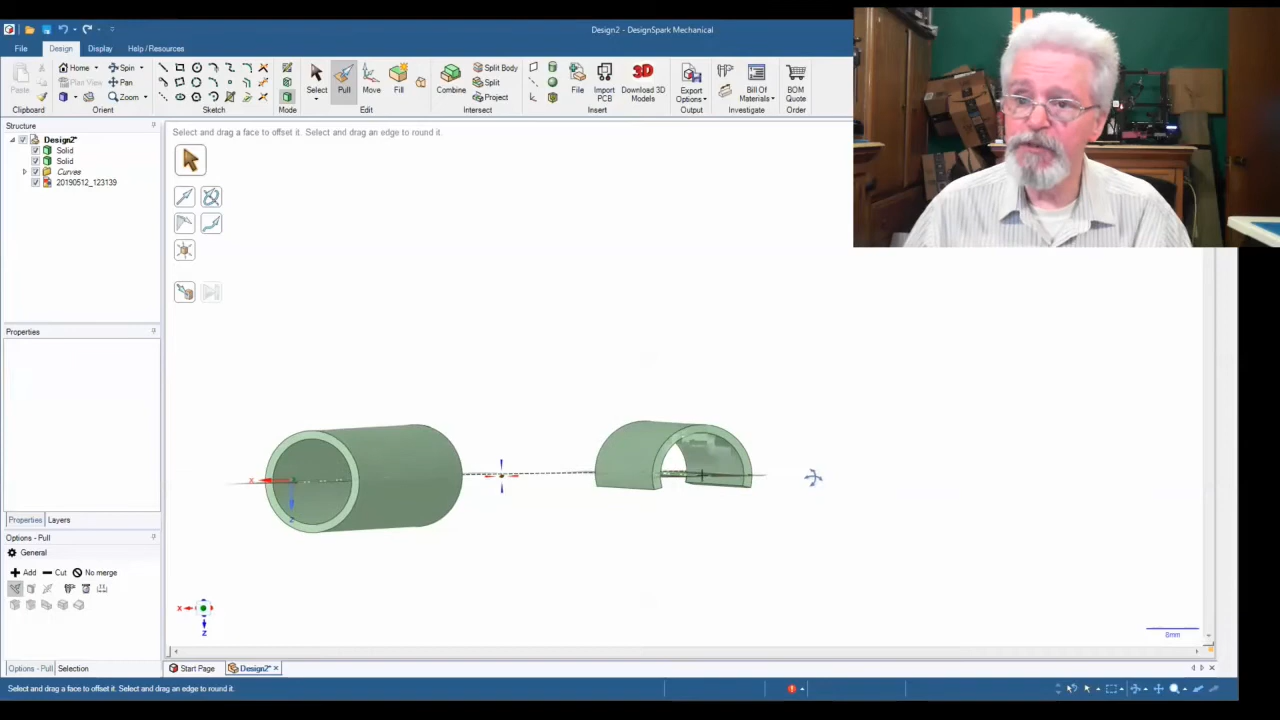 Design2 - DesignSpark Mechanical
File Design Display Help / Resources
Home Spin Split Body
Paste Plan View Pan Select Pull Move Fill Combine Split File Import PCB Download 3D Models Export Options Bill Of Materials BOM Quote
Zoom Project
Clipboard Orient Sketch Mode Edit Intersect Insert Output Investigate Order
3D
Structure
Design2*
Solid
Solid
Curves
20190512_123139
Select and drag a face to offset it. Select and drag an edge to round it.
Properties
Properties Layers
Options - Pull
General
Add Cut No merge
Options - Pull Selection
X
Z
X
Z
8mm
Start Page Design2*
Select and drag a face to offset it. Select and drag an edge to round it.